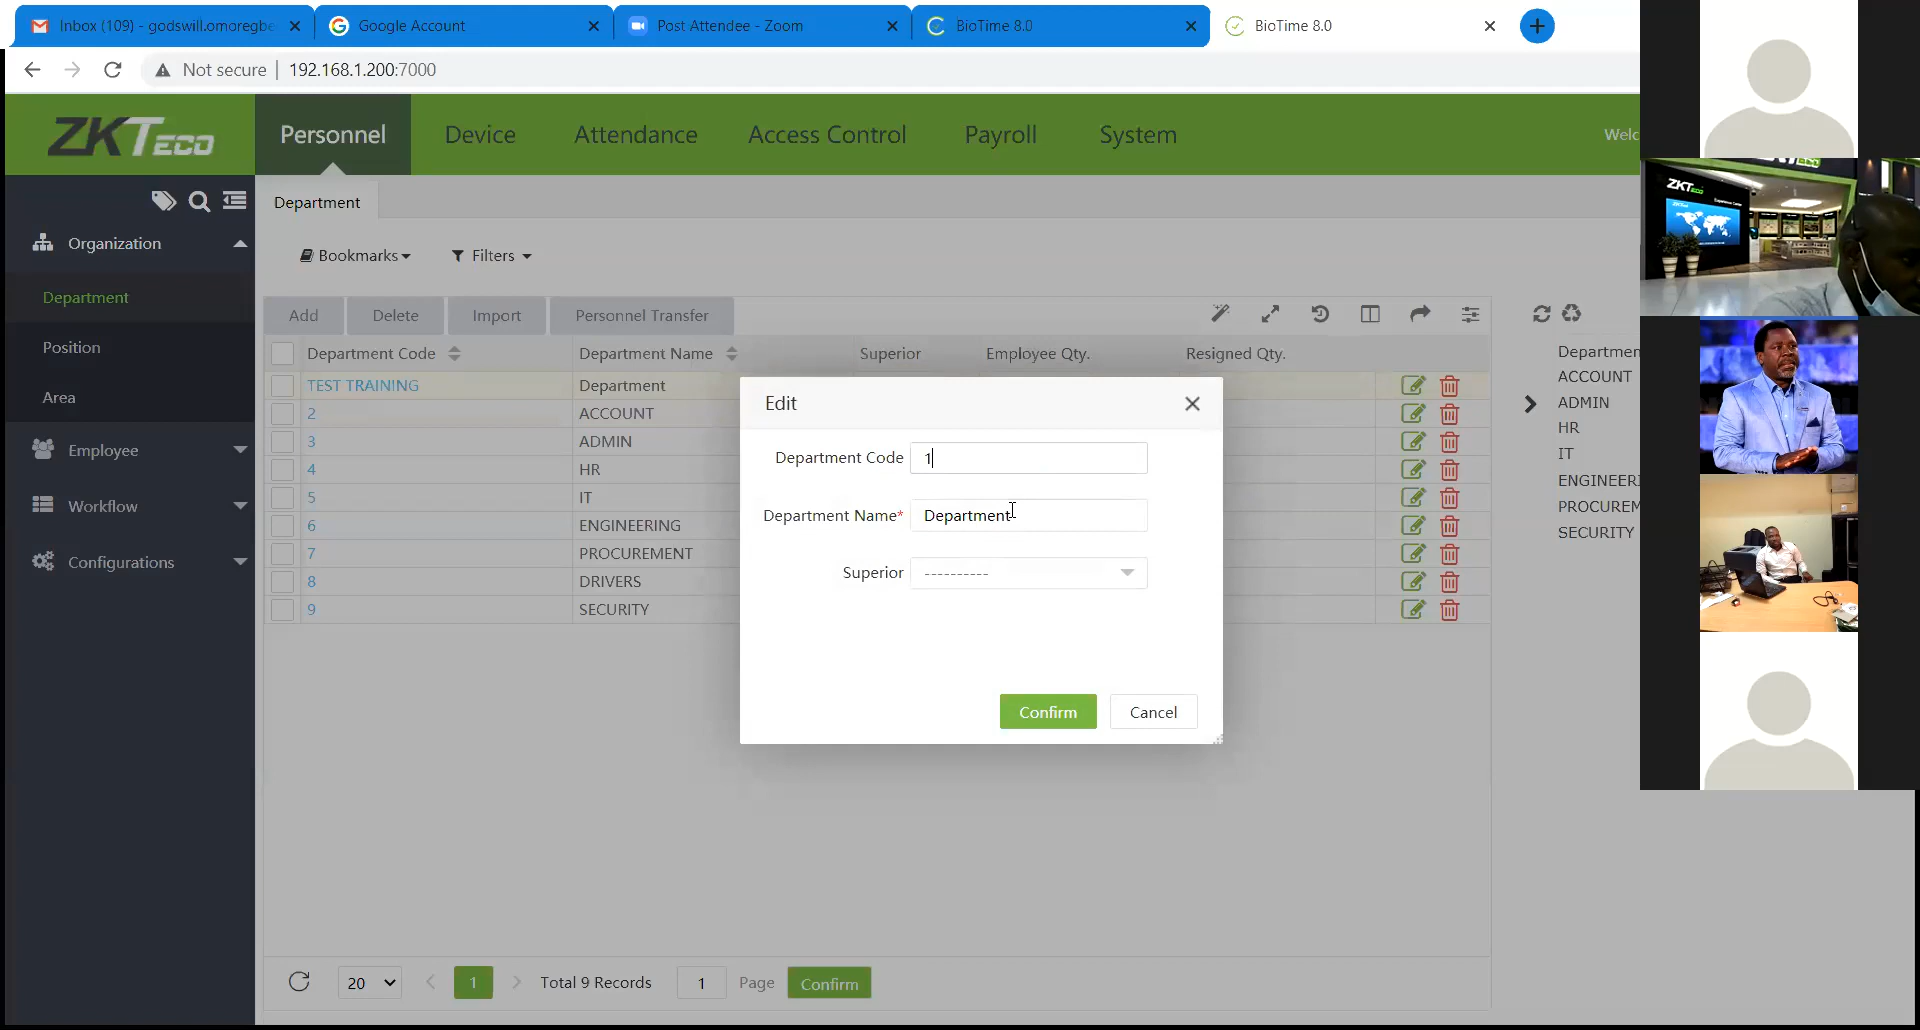 Inbox (109) - godswill.omoregbe
Google Account
Post Attendee - Zoom
BioTime 8.0
BioTime 8.0
Not secure | 192.168.1.200:7000
ZKTECO
Personnel
Device
Attendance
Access Control
Payroll
System
Welc
Organization
Department
Position
Area
Employee
Workflow
Configurations
Department
Bookmarks
Filters
Add
Delete
Import
Personnel Transfer
Department Code Department Name Superior Employee Qty. Resigned Qty.
TEST TRAINING Department
2 ACCOUNT
3 ADMIN
4 HR
5 IT
6 ENGINEERING
7 PROCUREMENT
8 DRIVERS
9 SECURITY
Edit
Department Code 1
Department Name* Department
Superior ----------
Confirm
Cancel
Departmen
ACCOUNT
ADMIN
HR
IT
ENGINEERI
PROCUREM
SECURITY
20
1
Total 9 Records
1
Page
Confirm
ZKTECO